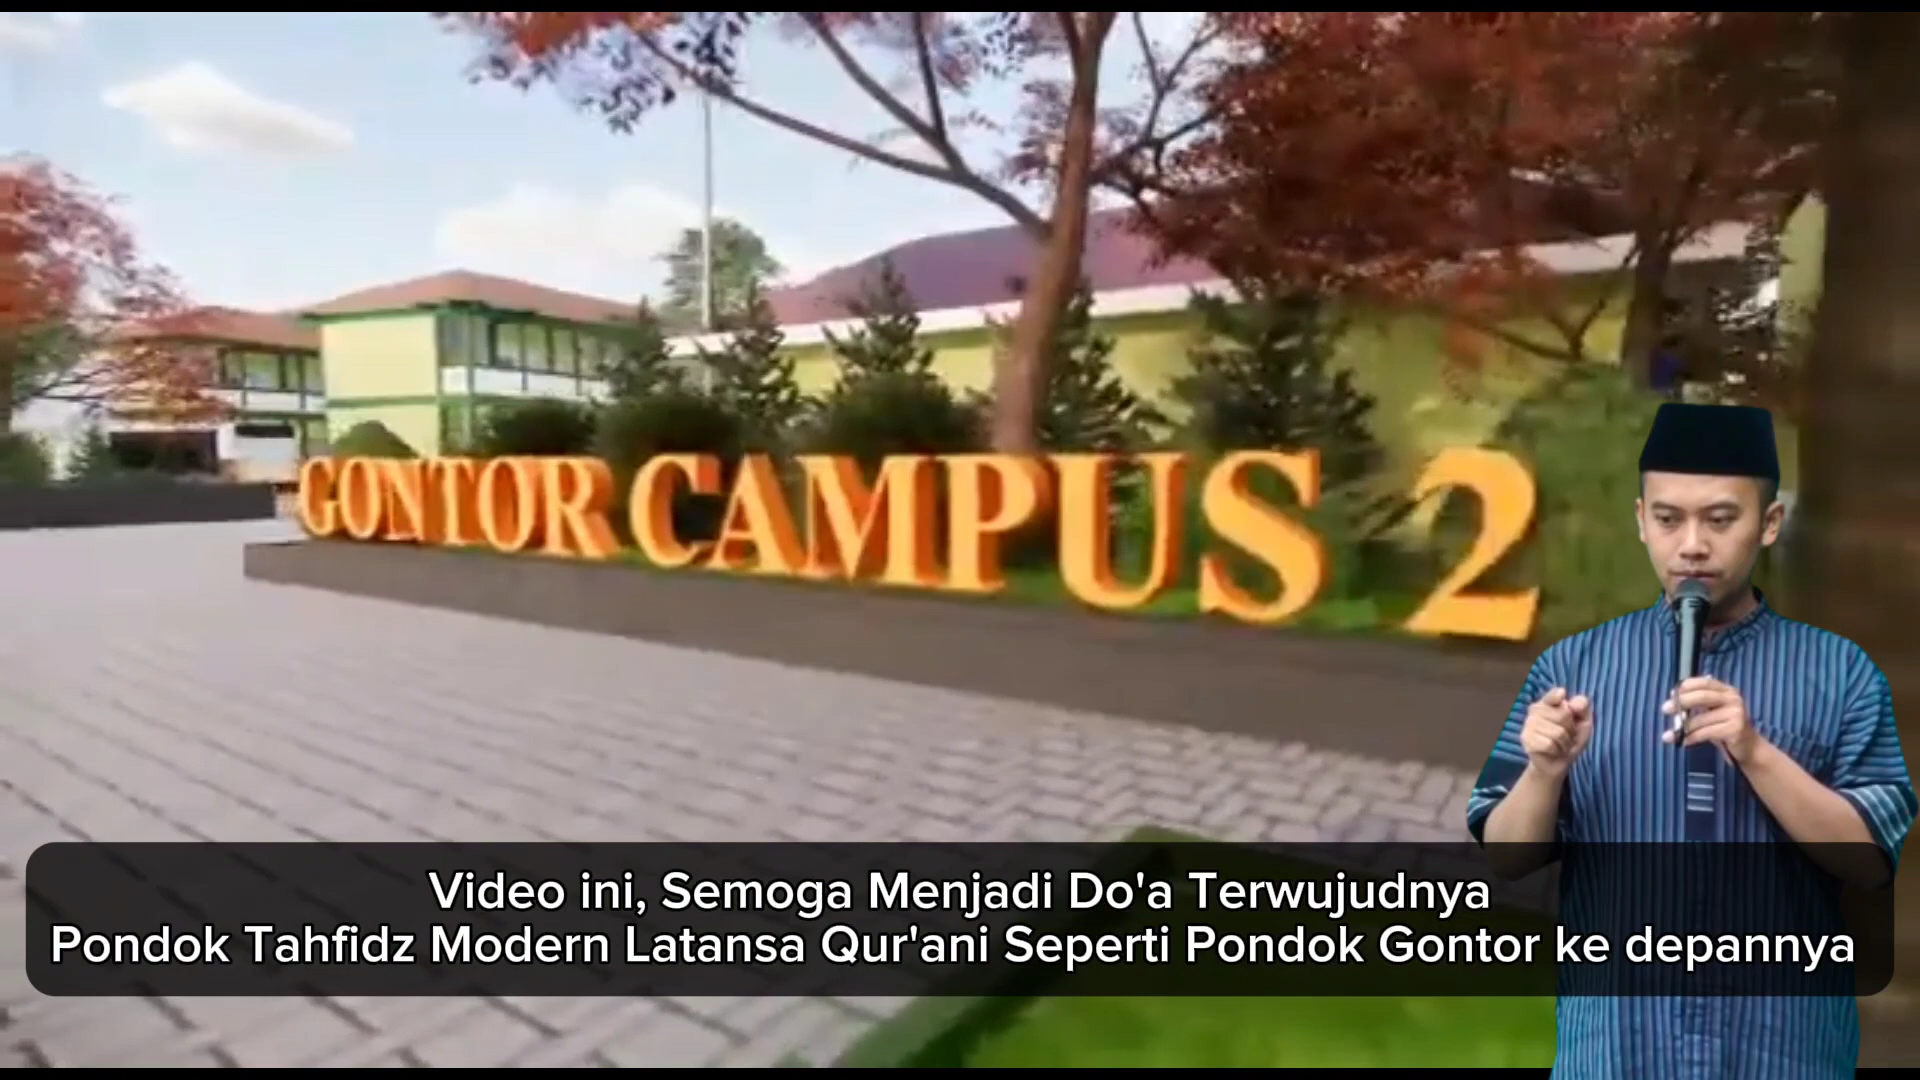 GONTOR CAMPUS 2
Video ini, Semoga Menjadi Do'a Terwujudnya
Pondok Tahfidz Modern Latansa Qur'ani Seperti Pondok Gontor ke depannya